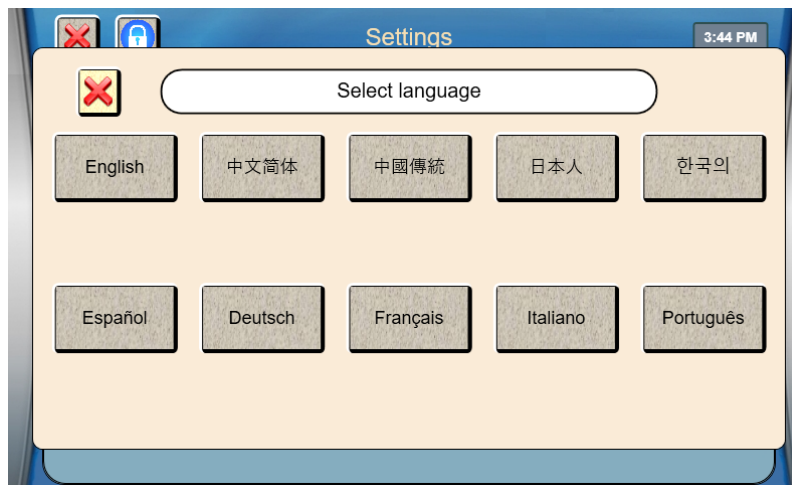 Settings
3:44 PM
Select language
English
中文简体
中國傳統
日本人
한국의
Español
Deutsch
Français
Italiano
Português